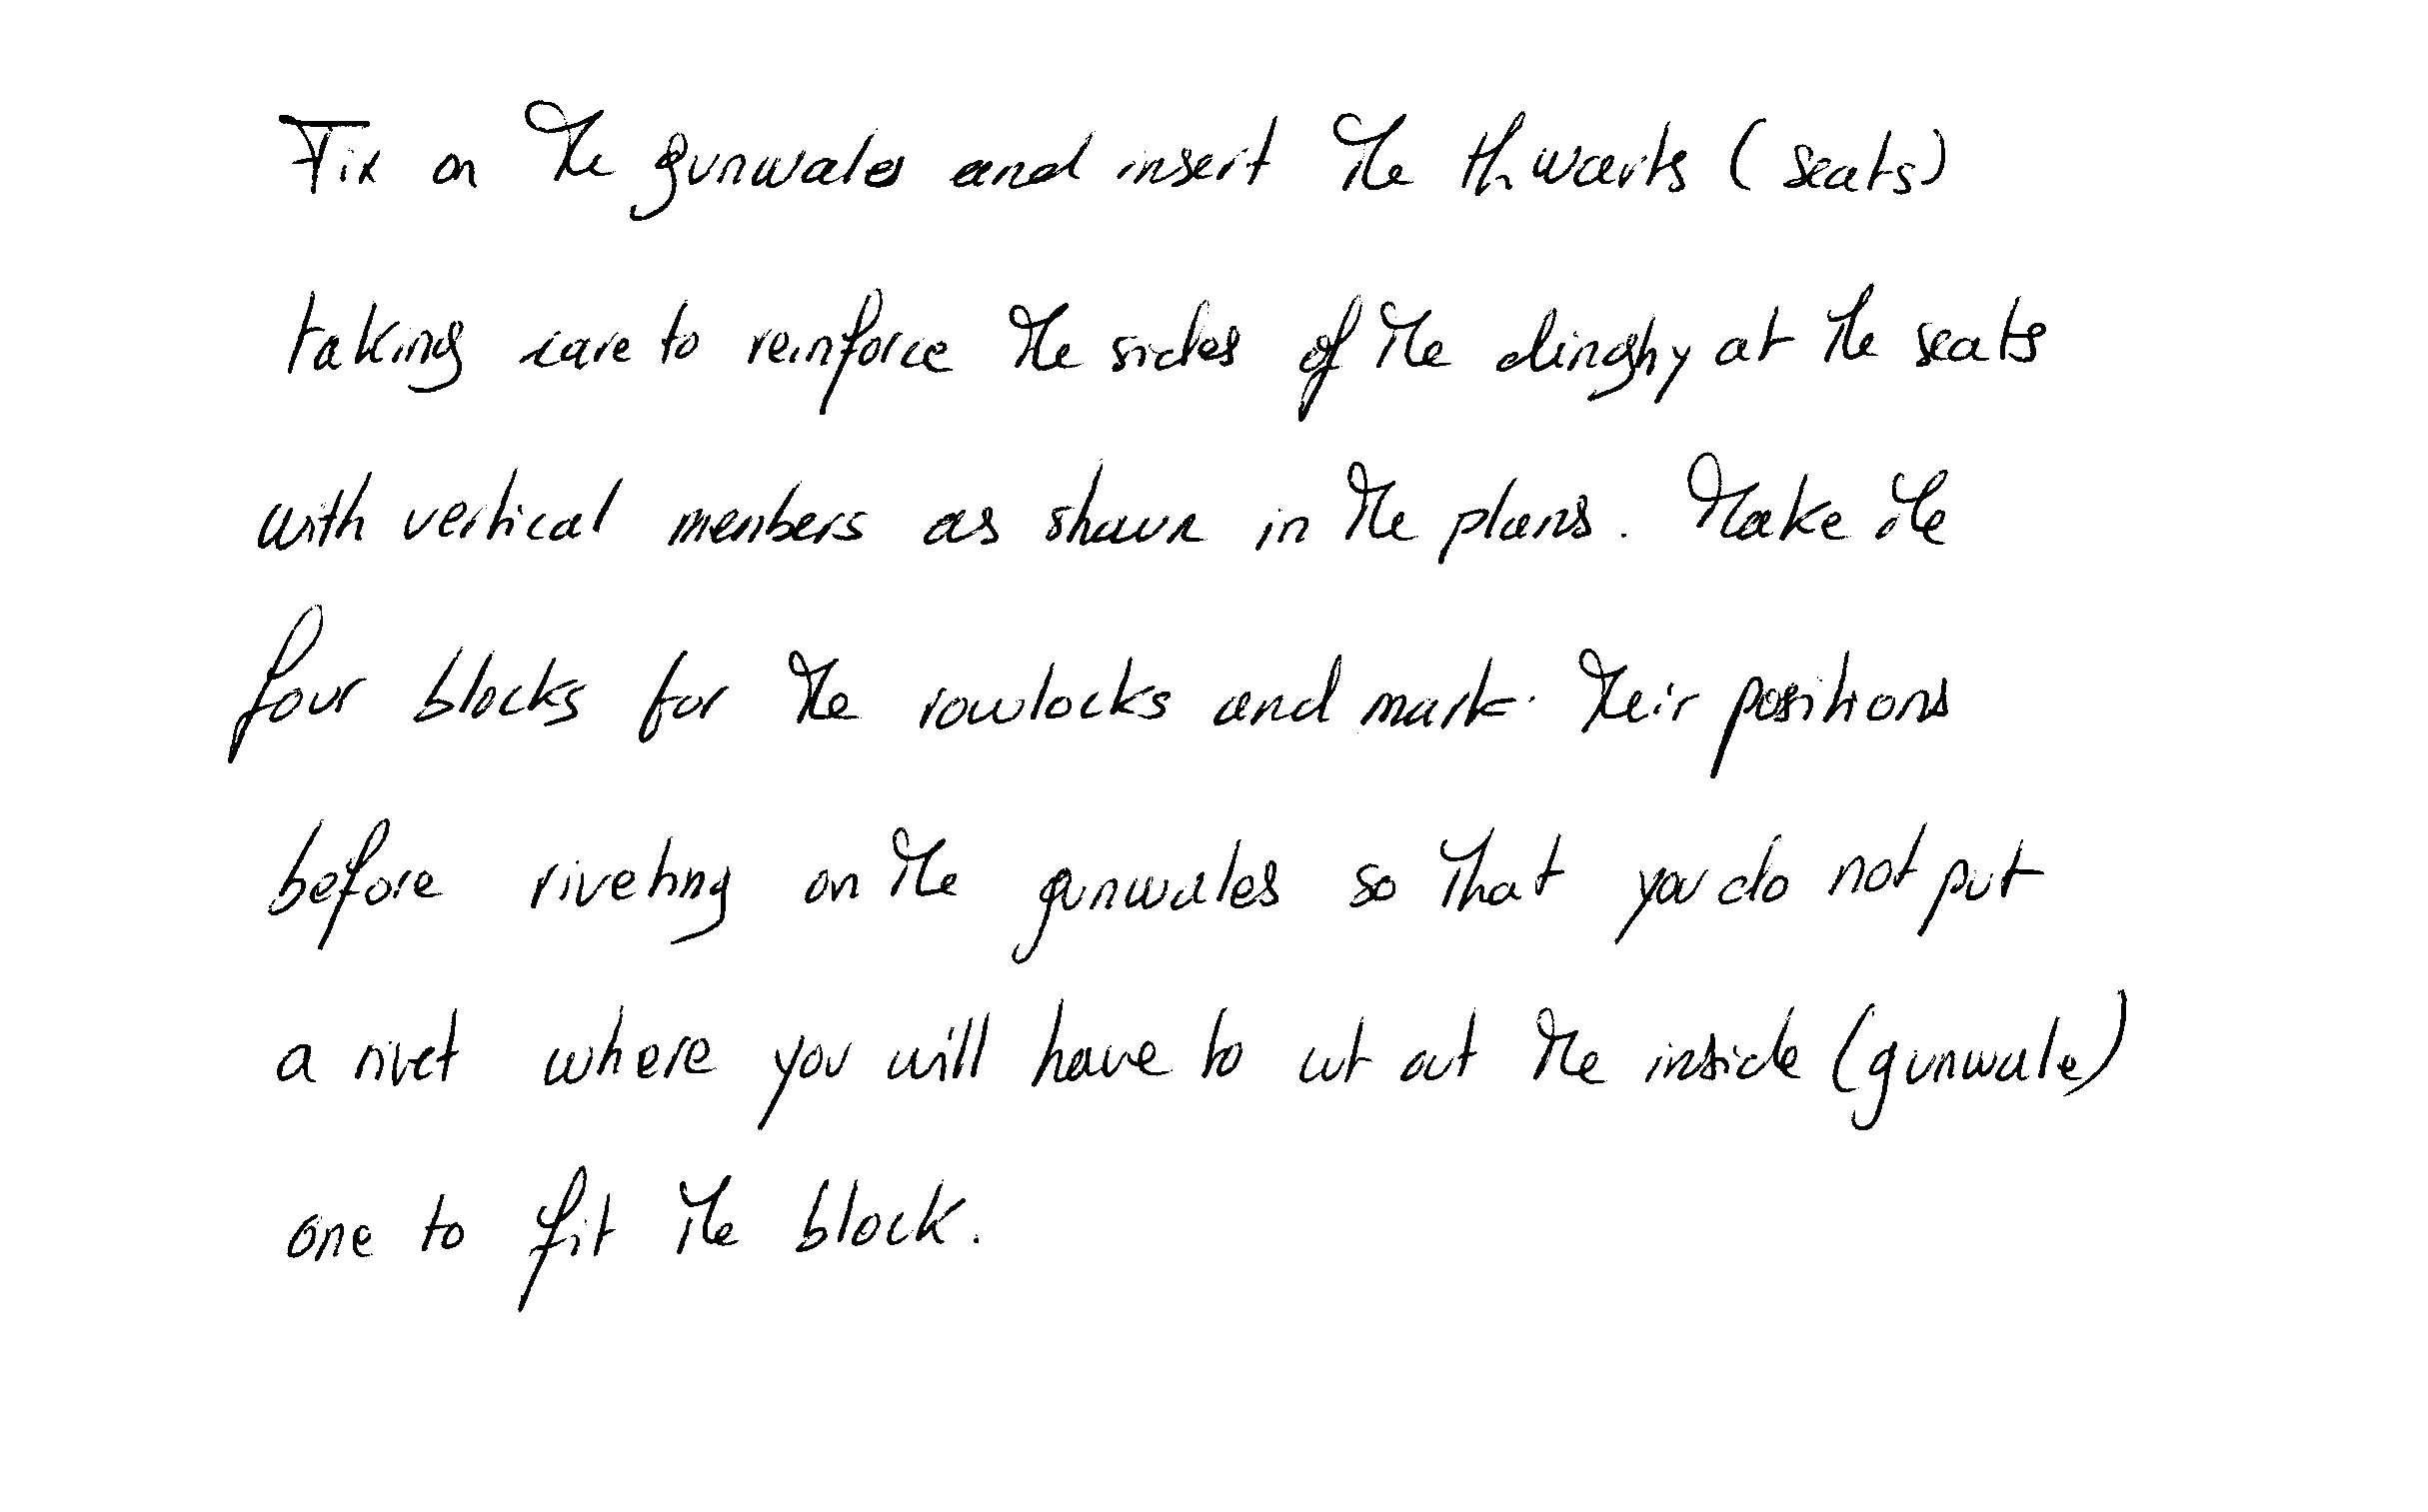 Fix on the gunwales and insert the thwarts (seats)
taking care to reinforce the sides of the dinghy at the seats
with vertical members as shown in the plans. Make the
four blocks for the rowlocks and mark their positions
before riveting on the gunwales so that you do not put
a rivet where you will have to cut out the inside (gunwale)
one to fit the block.